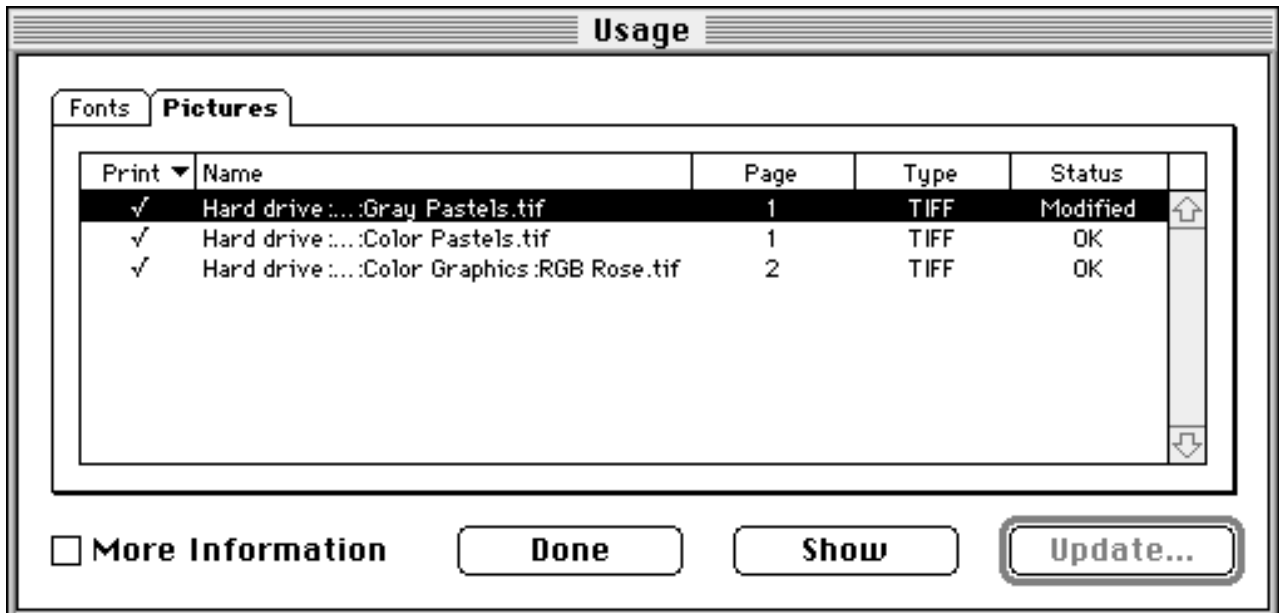 Usage
Fonts Pictures
Print Name Page Type Status
√ Hard drive:...:Gray Pastels.tif 1 TIFF Modified
√ Hard drive:...:Color Pastels.tif 1 TIFF OK
√ Hard drive:...:Color Graphics:RGB Rose.tif 2 TIFF OK
More Information Done Show Update...